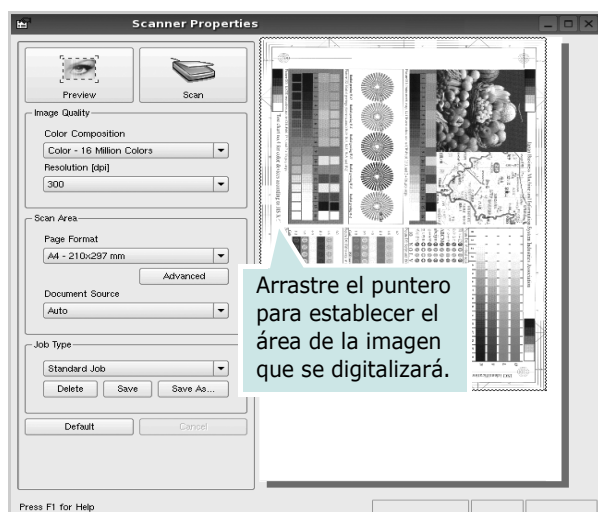 Scanner Properties
Preview
Scan
Image Quality
Color Composition
Color - 16 Million Colors
Resolution [dpi]
300
Scan Area
Page Format
A4 - 210x297 mm
Advanced
Document Source
Auto
Job Type
Standard Job
Delete
Save
Save As...
Default
Cancel
Arrastre el puntero
para establecer el
área de la imagen
que se digitalizará.
Press F1 for Help